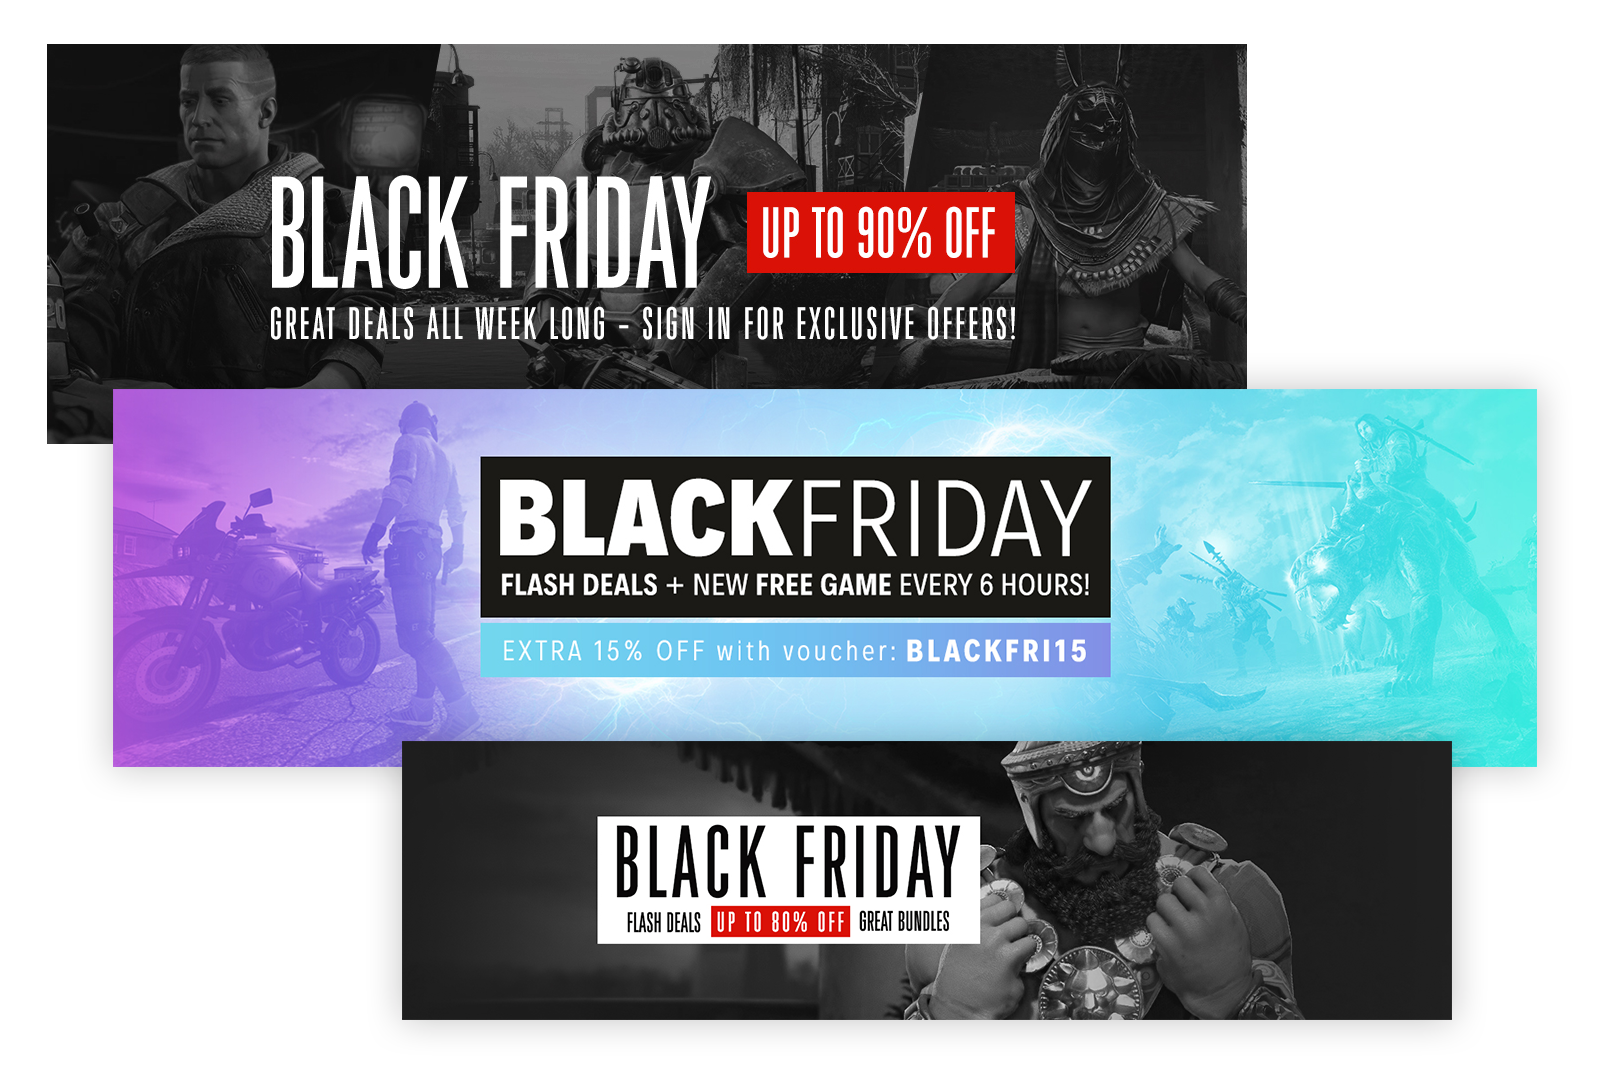 BLACK FRIDAY UP TO 90% OFF
GREAT DEALS ALL WEEK LONG - SIGN IN FOR EXCLUSIVE OFFERS!
BLACKFRIDAY
FLASH DEALS + NEW FREE GAME EVERY 6 HOURS!
EXTRA 15% OFF with voucher: BLACKFRI15
BLACK FRIDAY
FLASH DEALS UP TO 80% OFF GREAT BUNDLES